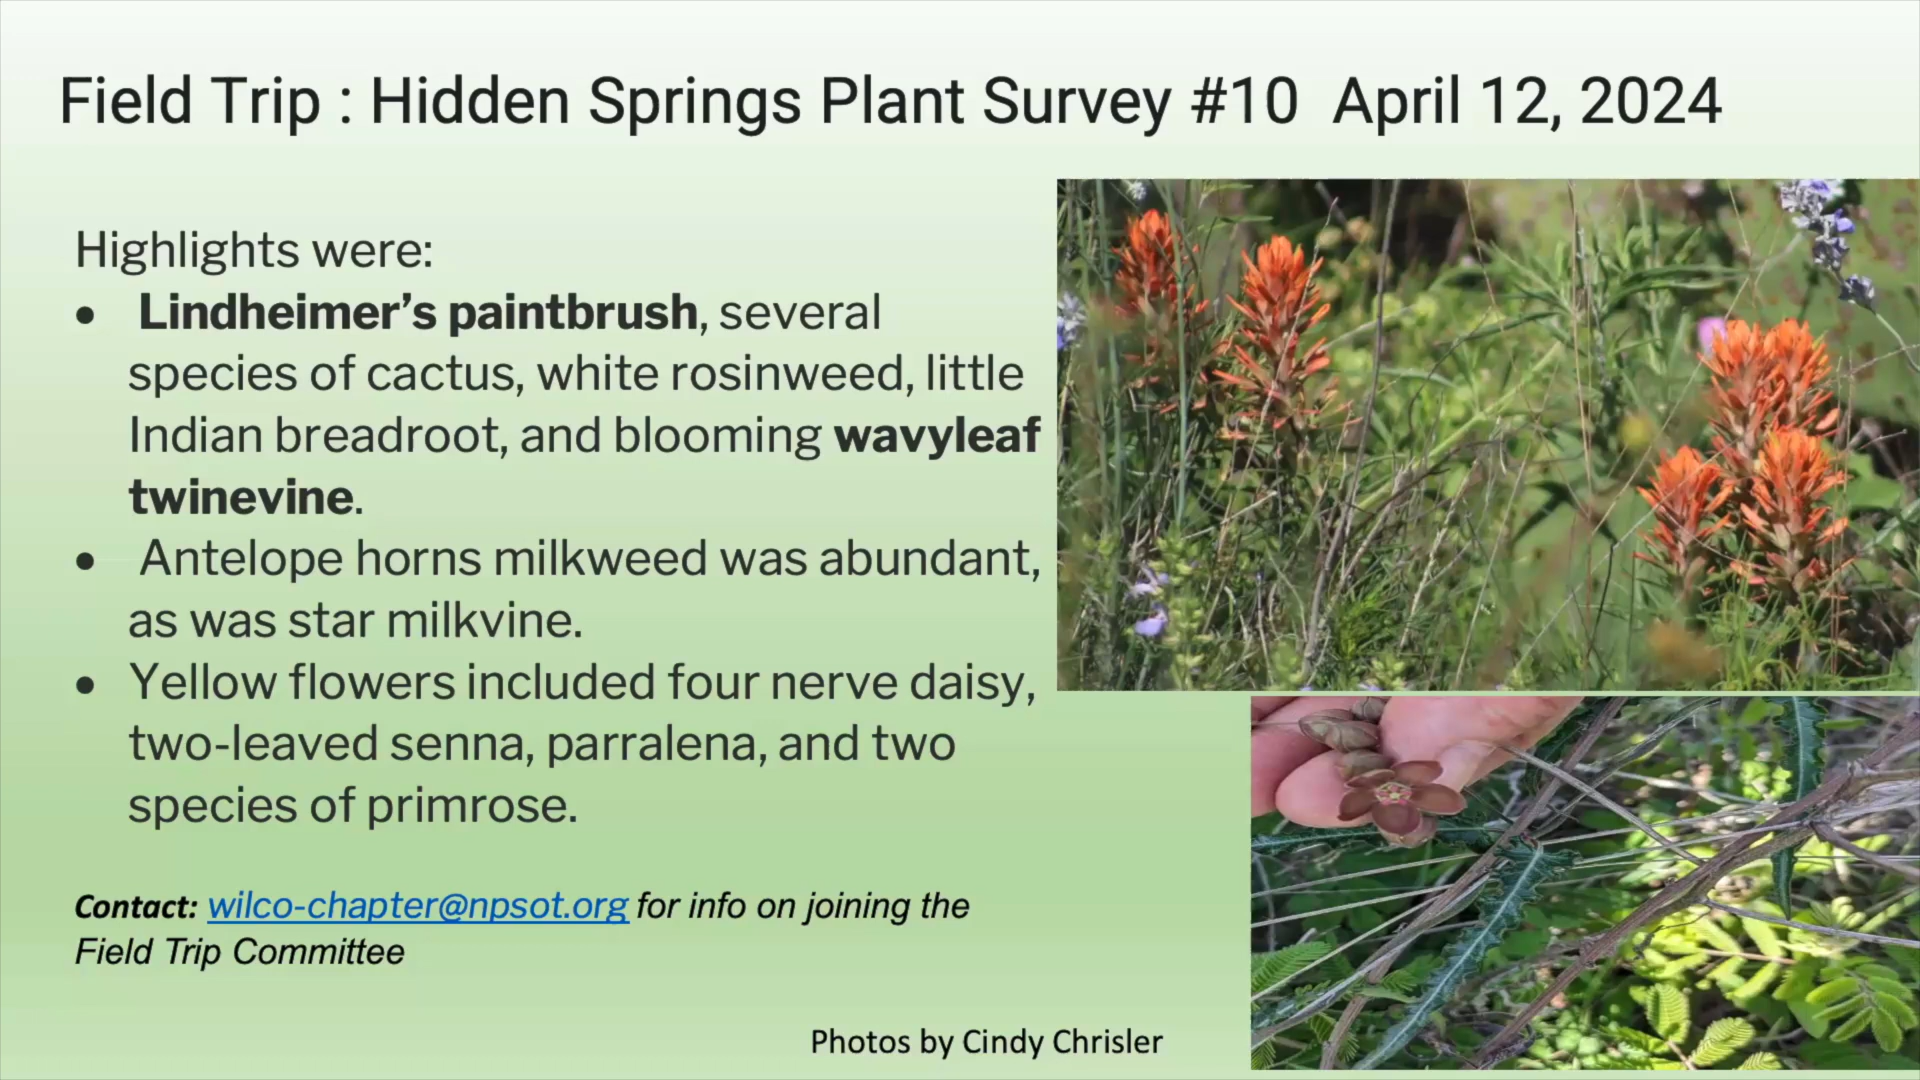 Field Trip : Hidden Springs Plant Survey #10  April 12, 2024
Highlights were:
• Lindheimer’s paintbrush, several
species of cactus, white rosinweed, little
Indian breadroot, and blooming wavyleaf
twinevine.
• Antelope horns milkweed was abundant,
as was star milkvine.
• Yellow flowers included four nerve daisy,
two-leaved senna, parralena, and two
species of primrose.
Contact: wilco-chapter@npsot.org for info on joining the
Field Trip Committee
Photos by Cindy Chrisler